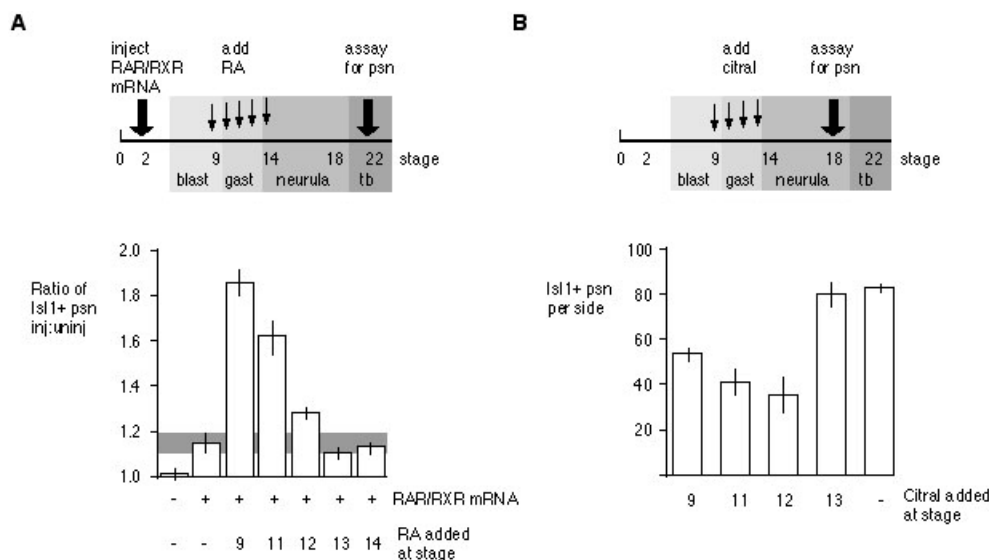 A
inject
RAR/RXR
mRNA
add
RA
assay
for psn
0 2 9 14 18 22 stage
blast gast neurula tb
Ratio of
Isl1+ psn
inj:uninj
2.0
1.8
1.6
1.4
1.2
1.0
- + + + + + + RAR/RXR mRNA
- - 9 11 12 13 14 RA added
at stage
B
add
citral
assay
for psn
0 2 9 14 18 22 stage
blast gast neurula tb
Isl1+ psn
per side
100
80
60
40
20
9 11 12 13 - Citral added
at stage